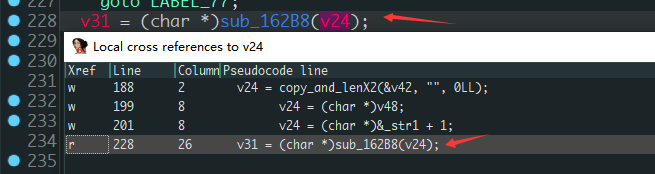 227 goto LABEL_77;
228 v31 = (char *)sub_162B8(v24);
229
Local cross references to v24
230
Xref Line Column Pseudocode line
231
w 188 2 v24 = copy_and_lenX2(&v42, "", 0LL);
232
w 199 8 v24 = (char *)v48;
233
w 201 8 v24 = (char *)&_str1 + 1;
234
r 228 26 v31 = (char *)sub_162B8(v24);
235